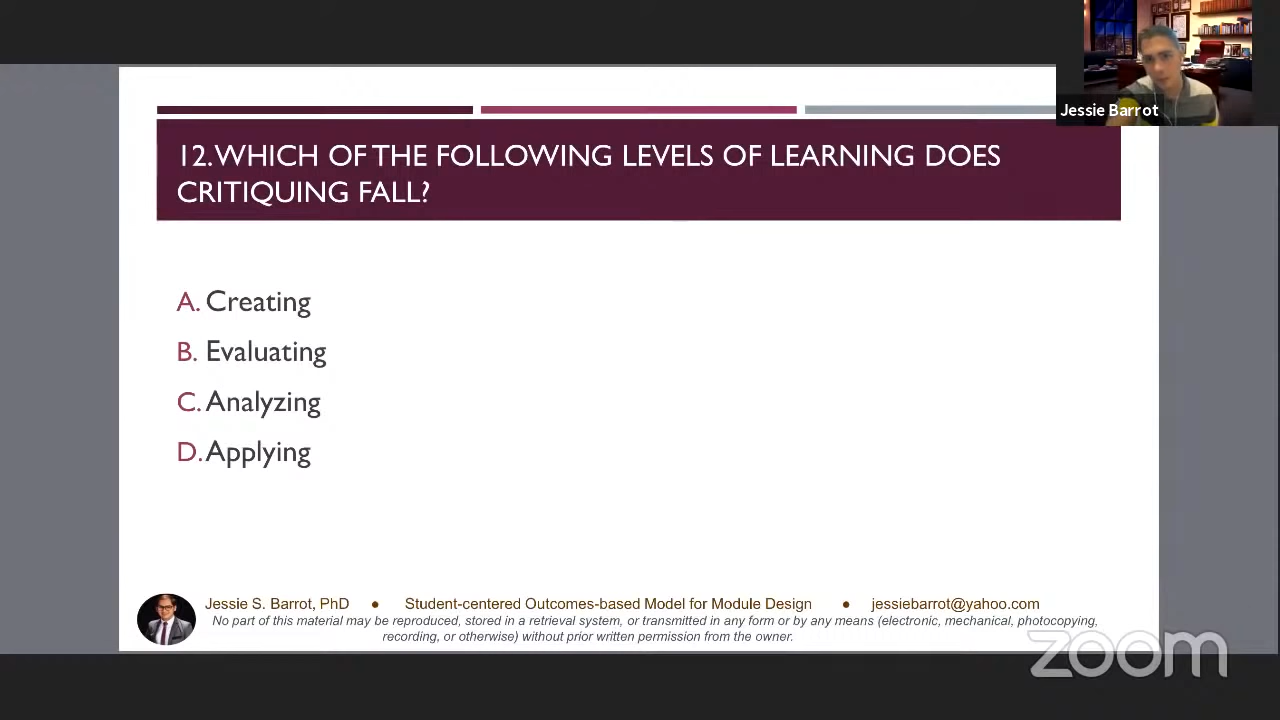 Jessie Barrot
12. WHICH OF THE FOLLOWING LEVELS OF LEARNING DOES
CRITIQUING FALL?
A. Creating
B. Evaluating
C. Analyzing
D. Applying
Jessie S. Barrot, PhD ● Student-centered Outcomes-based Model for Module Design ● jessiebarrot@yahoo.com
No part of this material may be reproduced, stored in a retrieval system, or transmitted in any form or by any means (electronic, mechanical, photocopying,
recording, or otherwise) without prior written permission from the owner.
zoom